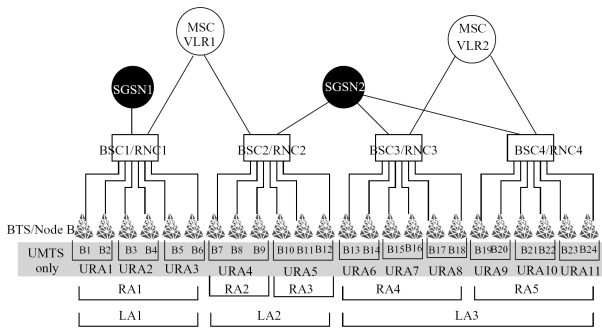 MSC
VLR1
MSC
VLR2
SGSN1
SGSN2
BSC1/RNC1
BSC2/RNC2
BSC3/RNC3
BSC4/RNC4
BTS/Node B
B1 B2 B3 B4 B5 B6 B7 B8 B9 B10 B11 B12 B13 B14 B15 B16 B17 B18 B19 B20 B21 B22 B23 B24
UMTS
only
URA1 URA2 URA3 URA4 URA5 URA6 URA7 URA8 URA9 URA10 URA11
RA1 RA2 RA3 RA4 RA5
LA1 LA2 LA3